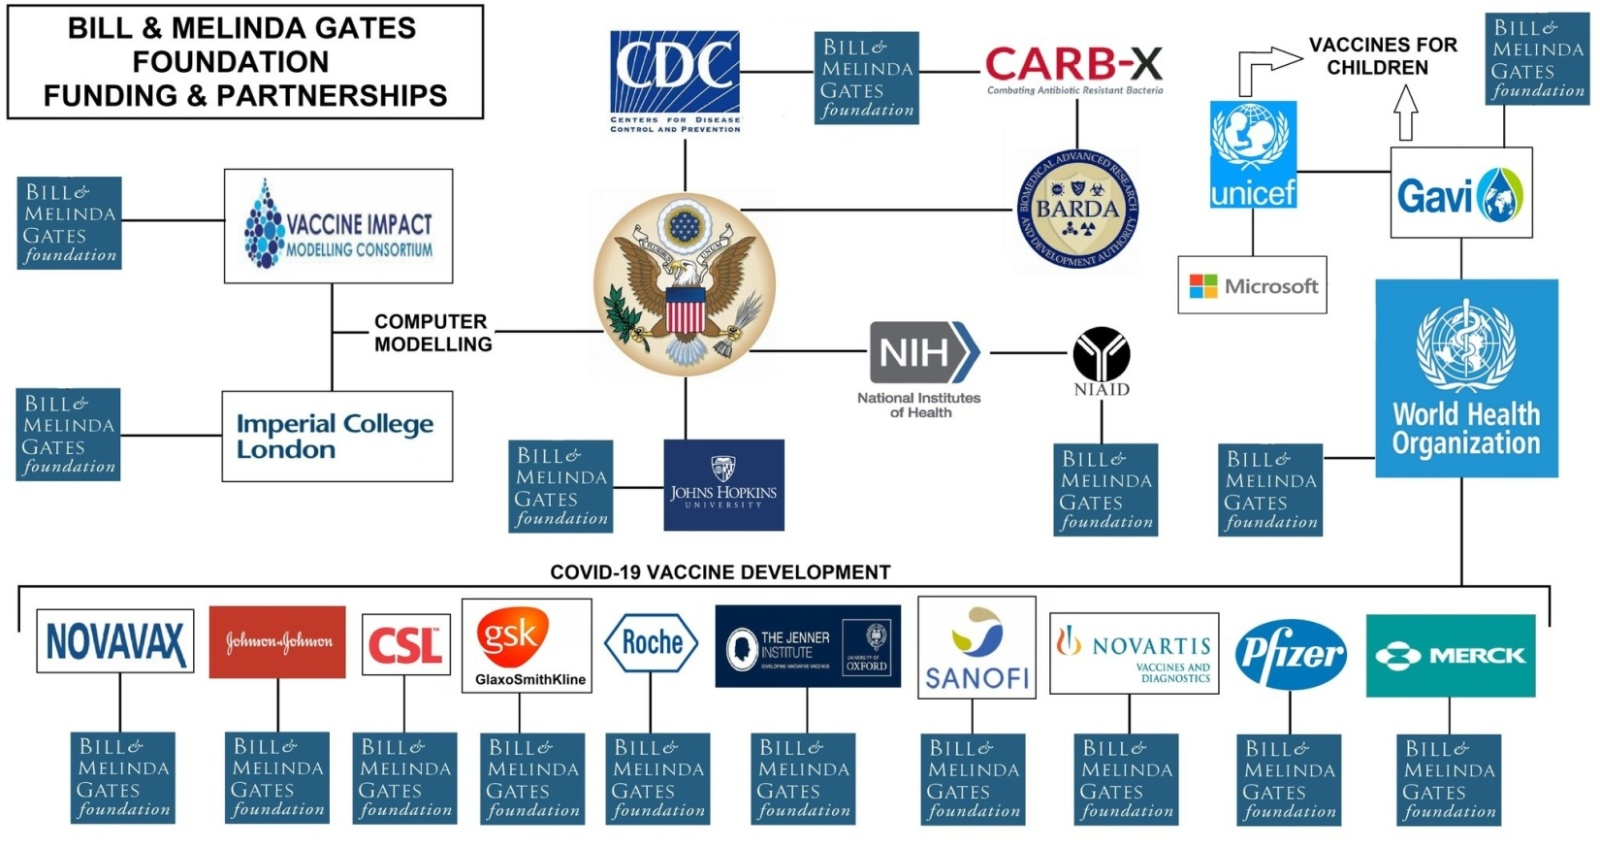 BILL & MELINDA GATES
FOUNDATION
FUNDING & PARTNERSHIPS
CDC
CENTERS FOR DISEASE
CONTROL AND PREVENTION
BILL &
MELINDA
GATES
foundation
CARB-X
Combating Antibiotic Resistant Bacteria
VACCINES FOR
CHILDREN
BILL &
MELINDA
GATES
foundation
unicef
Gavi
Microsoft
BIOMEDICAL ADVANCED RESEARCH
BARDA
AND DEVELOPMENT AUTHORITY
BILL &
MELINDA
GATES
foundation
VACCINE IMPACT
MODELLING CONSORTIUM
COMPUTER
MODELLING
NIH
National Institutes
of Health
NIAID
World Health
Organization
BILL &
MELINDA
GATES
foundation
Imperial College
London
BILL &
MELINDA
GATES
foundation
JOHNS HOPKINS
UNIVERSITY
BILL &
MELINDA
GATES
foundation
BILL &
MELINDA
GATES
foundation
COVID-19 VACCINE DEVELOPMENT
NOVAVAX
Johnson & Johnson
CSL™
gsk
GlaxoSmithKline
Roche
THE JENNER
INSTITUTE
DEVELOPING INNOVATIVE VACCINES
UNIVERSITY OF
OXFORD
SANOFI
NOVARTIS
VACCINES AND
DIAGNOSTICS
Pfizer
MERCK
BILL &
MELINDA
GATES
foundation
BILL &
MELINDA
GATES
foundation
BILL &
MELINDA
GATES
foundation
BILL &
MELINDA
GATES
foundation
BILL &
MELINDA
GATES
foundation
BILL &
MELINDA
GATES
foundation
BILL &
MELINDA
GATES
foundation
BILL &
MELINDA
GATES
foundation
BILL &
MELINDA
GATES
foundation
BILL &
MELINDA
GATES
foundation